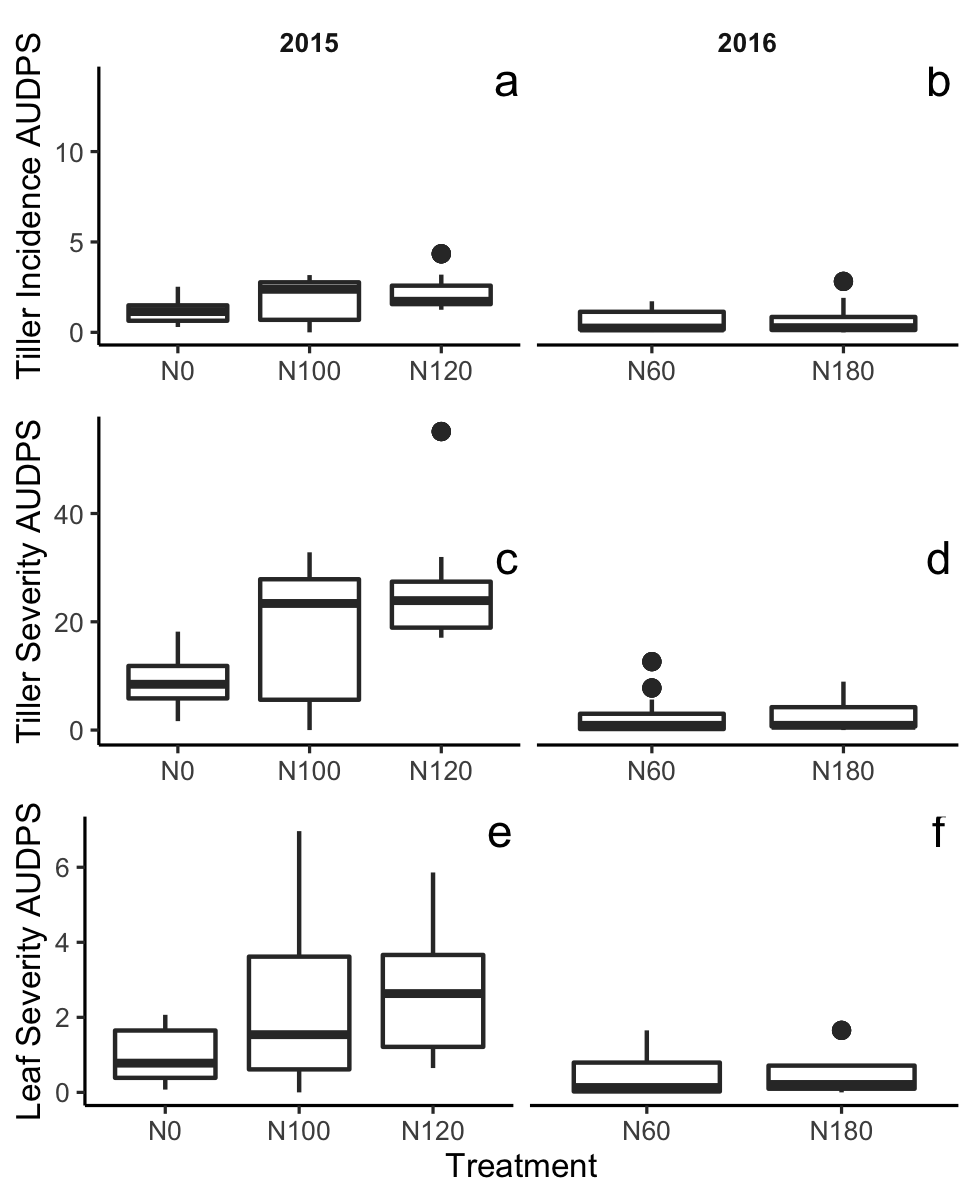 2015 2016
Tiller Incidence AUDPS
a b
10
5
0
N0 N100 N120 N60 N180
Tiller Severity AUDPS
40
c d
20
0
N0 N100 N120 N60 N180
Leaf Severity AUDPS
e f
6
4
2
0
N0 N100 N120 N60 N180
Treatment